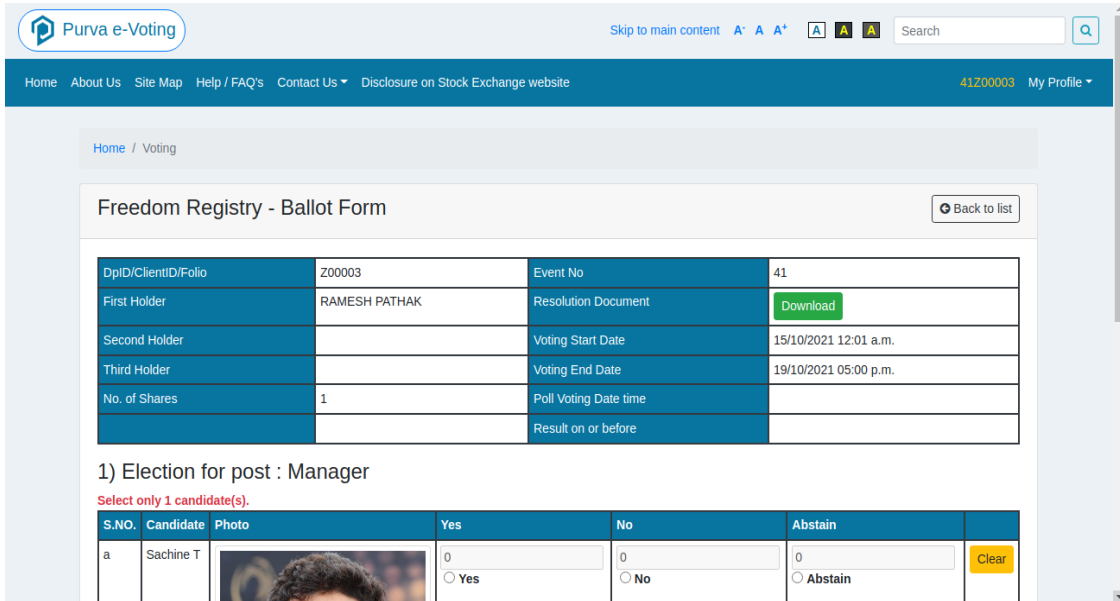 Purva e-Voting
Skip to main content A- A A+ A A A Search
Home About Us Site Map Help / FAQ's Contact Us Disclosure on Stock Exchange website 41Z00003 My Profile
Home / Voting
Freedom Registry - Ballot Form Back to list
DpID/ClientID/Folio Z00003 Event No 41
First Holder RAMESH PATHAK Resolution Document Download
Second Holder Voting Start Date 15/10/2021 12:01 a.m.
Third Holder Voting End Date 19/10/2021 05:00 p.m.
No. of Shares 1 Poll Voting Date time
Result on or before
1) Election for post : Manager
Select only 1 candidate(s).
S.NO. Candidate Photo Yes No Abstain
a Sachine T 0 0 0 Clear
Yes No Abstain